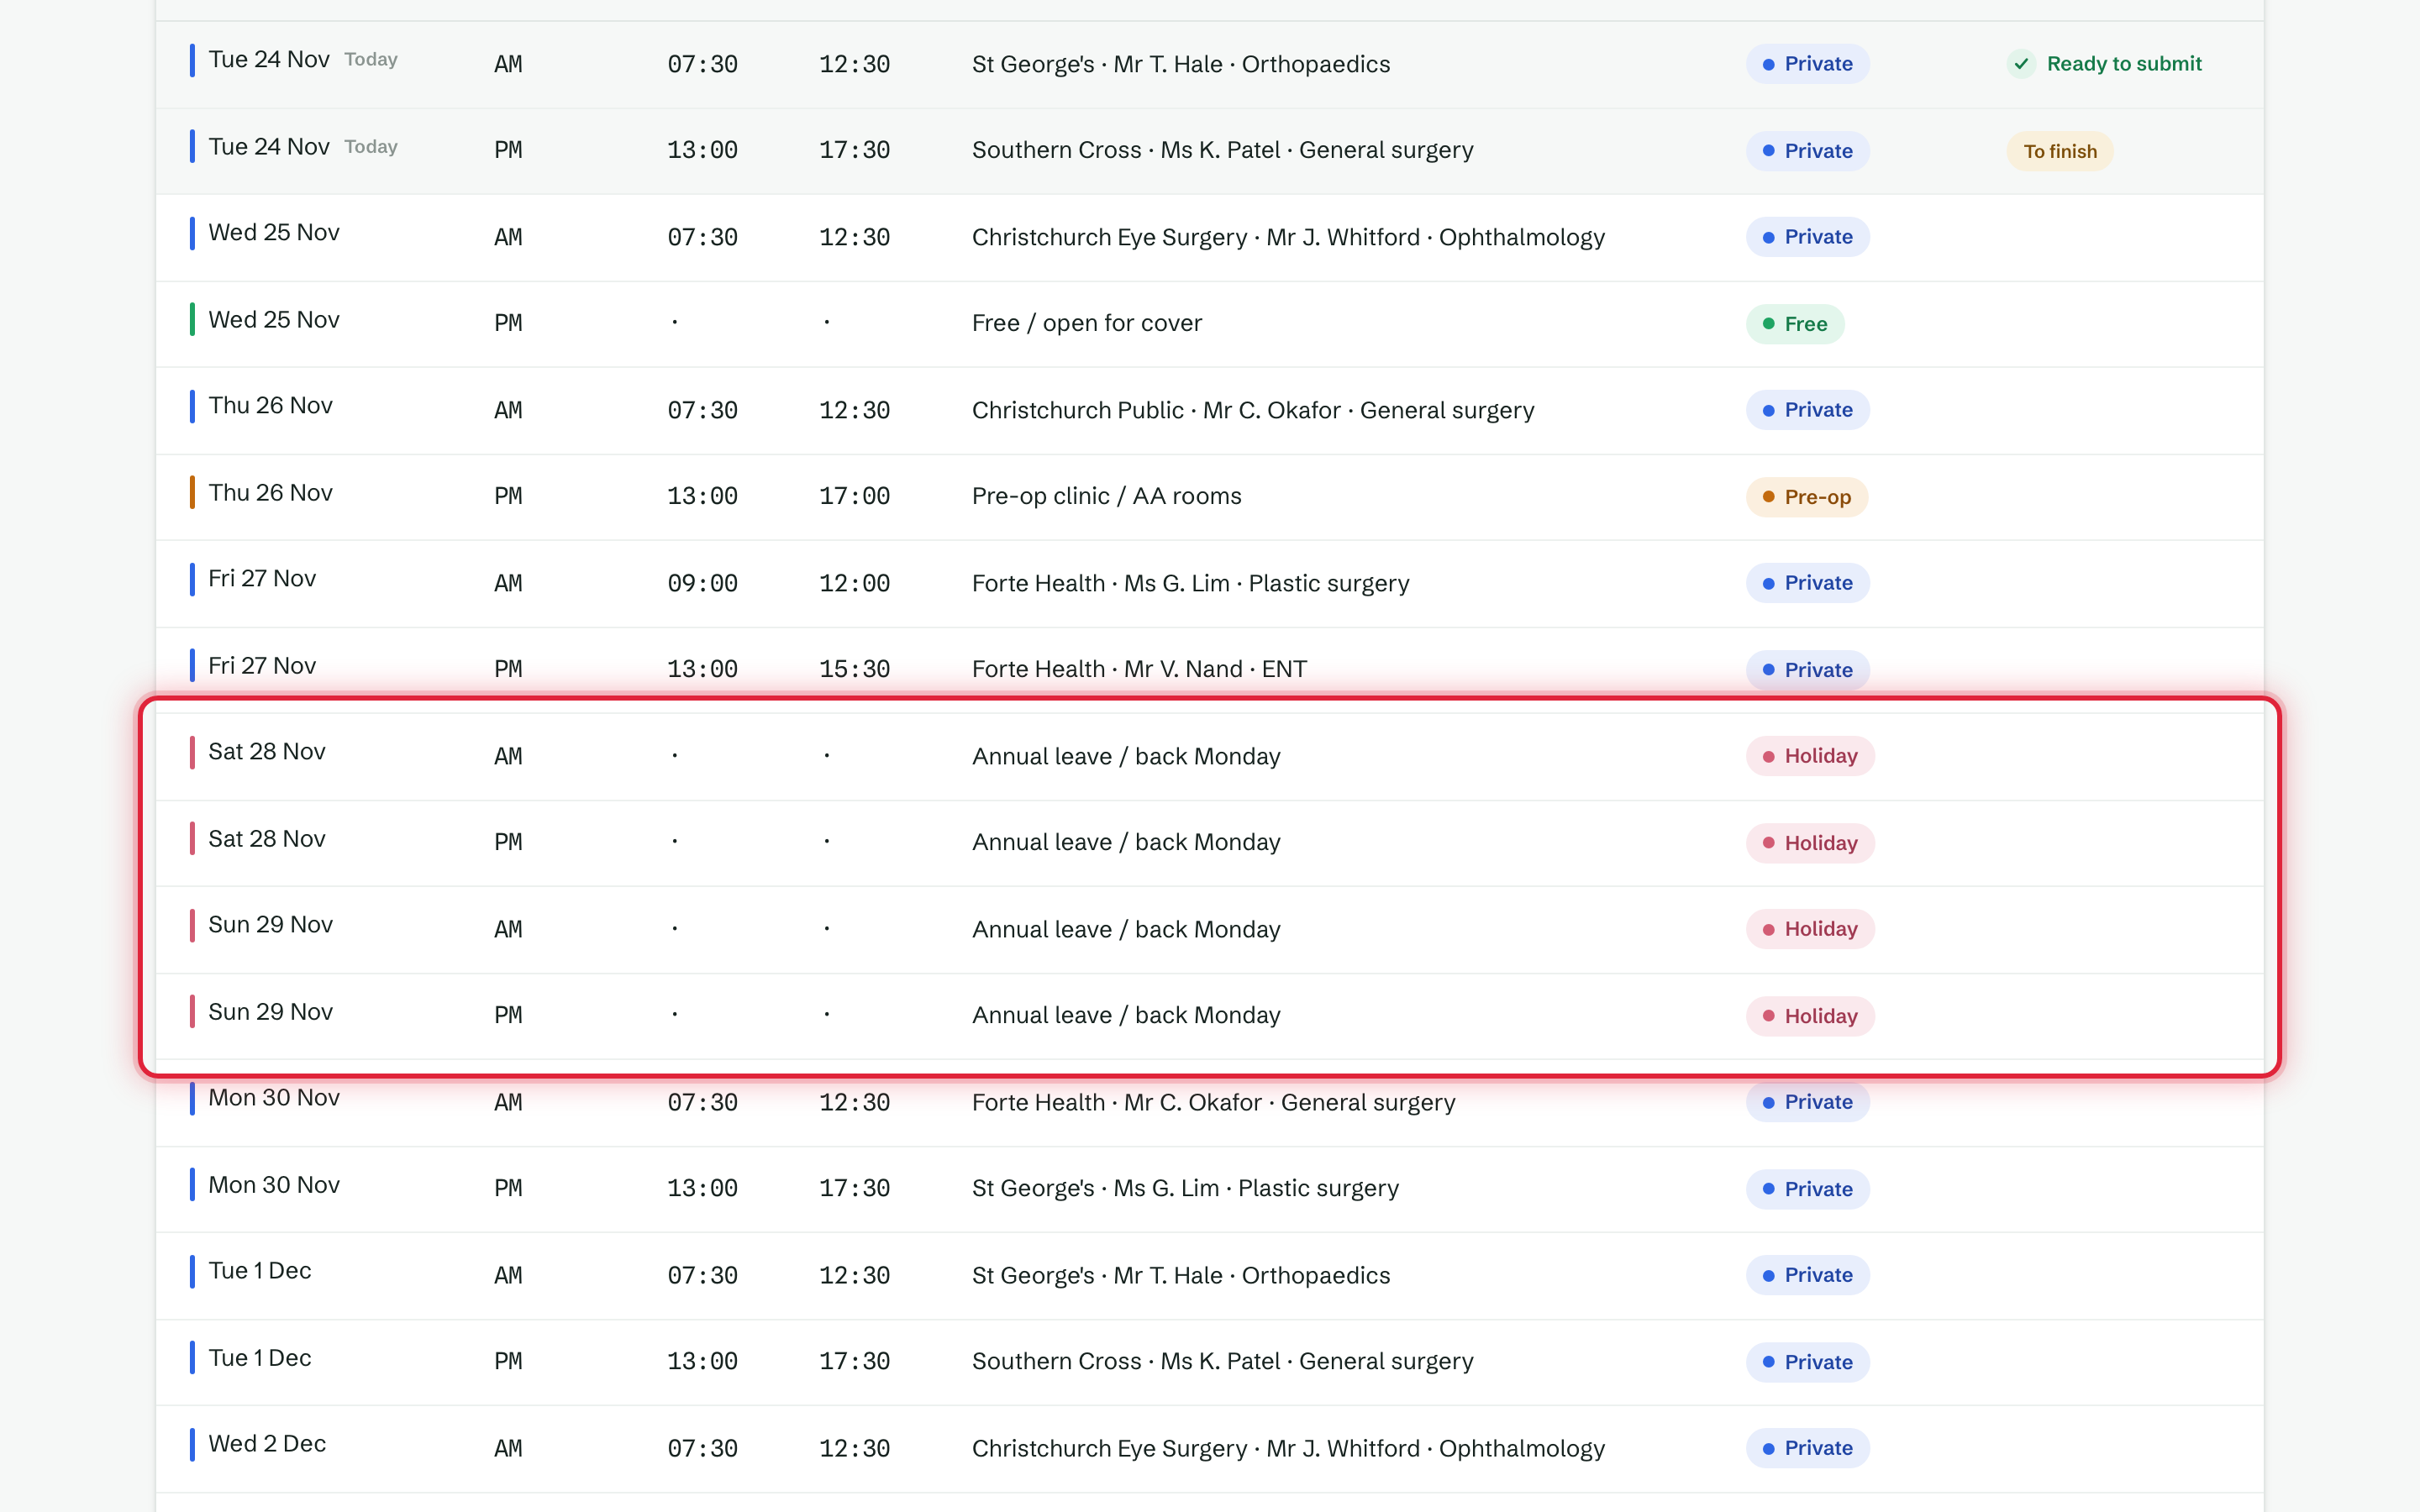 Tue 24 Nov Today AM 07:30 12:30 St George's · Mr T. Hale · Orthopaedics Private Ready to submit
Tue 24 Nov Today PM 13:00 17:30 Southern Cross · Ms K. Patel · General surgery Private To finish
Wed 25 Nov AM 07:30 12:30 Christchurch Eye Surgery · Mr J. Whitford · Ophthalmology Private
Wed 25 Nov PM · · Free / open for cover Free
Thu 26 Nov AM 07:30 12:30 Christchurch Public · Mr C. Okafor · General surgery Private
Thu 26 Nov PM 13:00 17:00 Pre-op clinic / AA rooms Pre-op
Fri 27 Nov AM 09:00 12:00 Forte Health · Ms G. Lim · Plastic surgery Private
Fri 27 Nov PM 13:00 15:30 Forte Health · Mr V. Nand · ENT Private
Sat 28 Nov AM · · Annual leave / back Monday Holiday
Sat 28 Nov PM · · Annual leave / back Monday Holiday
Sun 29 Nov AM · · Annual leave / back Monday Holiday
Sun 29 Nov PM · · Annual leave / back Monday Holiday
Mon 30 Nov AM 07:30 12:30 Forte Health · Mr C. Okafor · General surgery Private
Mon 30 Nov PM 13:00 17:30 St George's · Ms G. Lim · Plastic surgery Private
Tue 1 Dec AM 07:30 12:30 St George's · Mr T. Hale · Orthopaedics Private
Tue 1 Dec PM 13:00 17:30 Southern Cross · Ms K. Patel · General surgery Private
Wed 2 Dec AM 07:30 12:30 Christchurch Eye Surgery · Mr J. Whitford · Ophthalmology Private